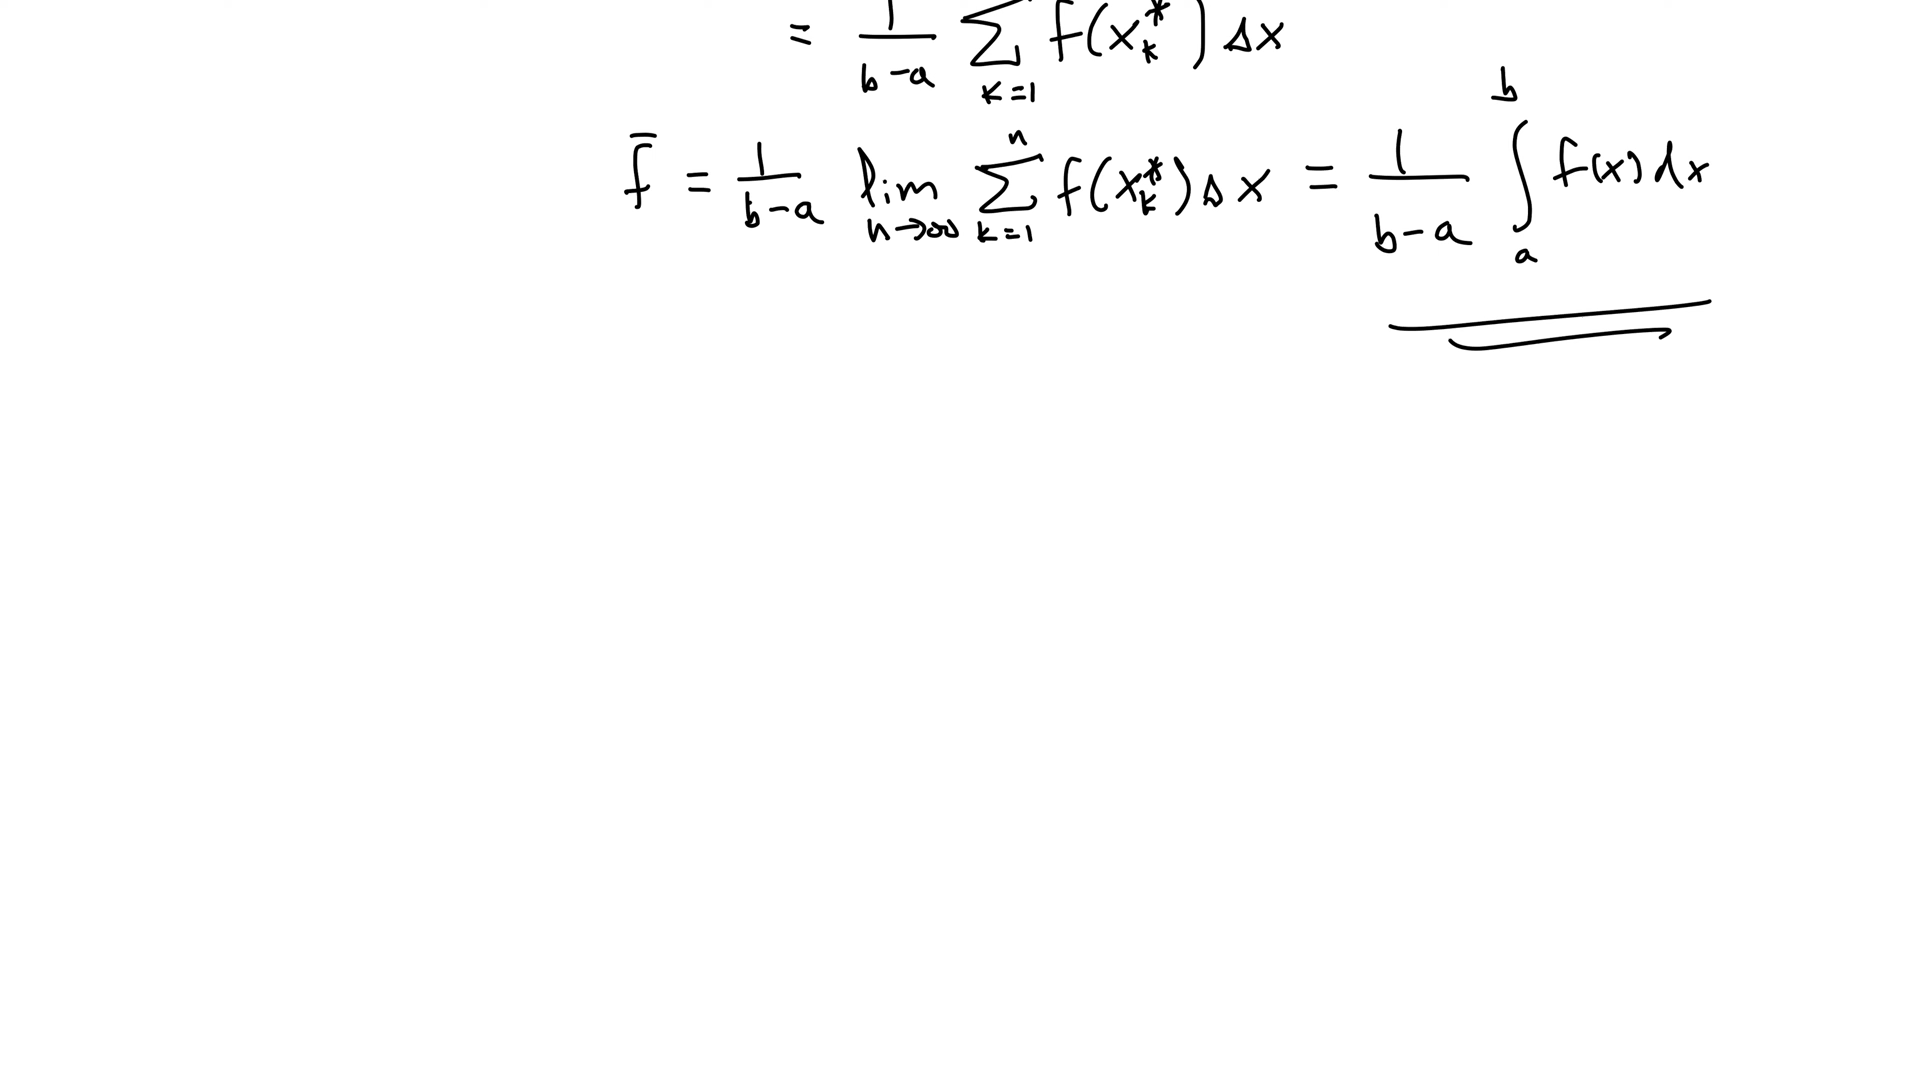 = 1/(b-a) ∑_{k=1} f(x_k^*) Δx
f̄ = 1/(b-a) lim_{n→∞} ∑_{k=1}^{n} f(x_k^*) Δx = 1/(b-a) ∫_a^b f(x) dx